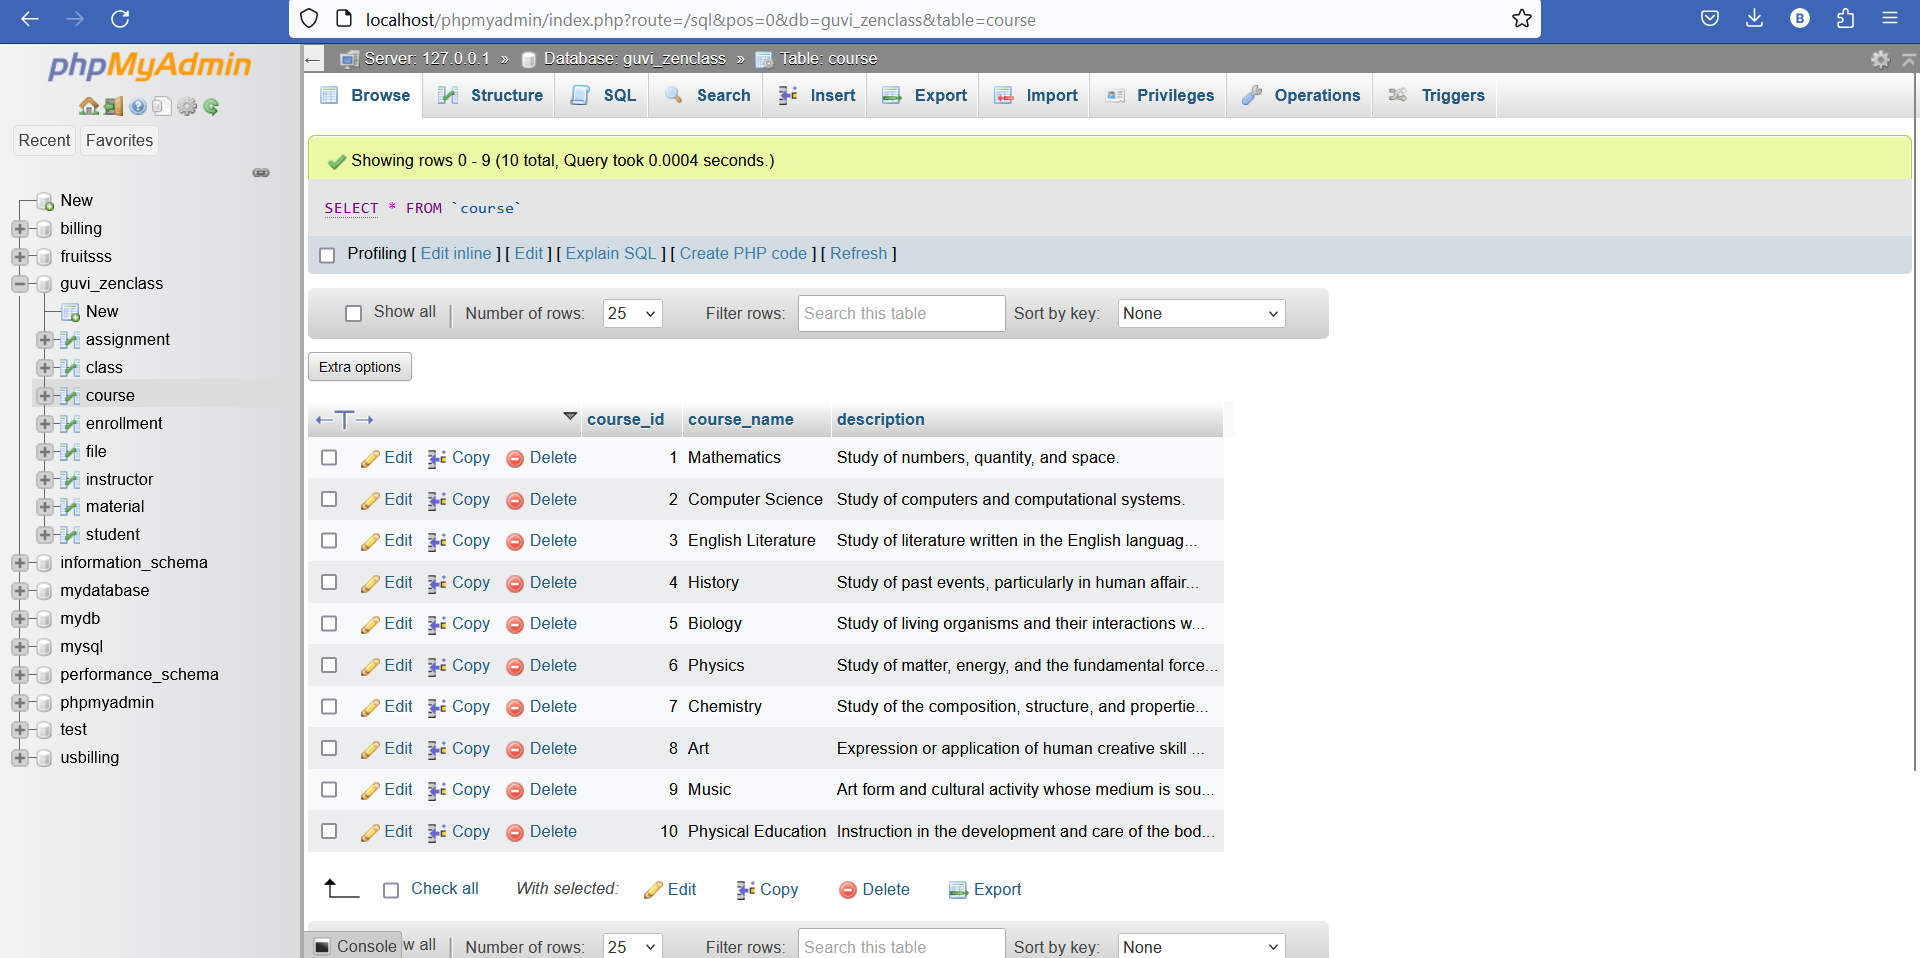 localhost/phpmyadmin/index.php?route=/sql&pos=0&db=guvi_zenclass&table=course
B
phpMyAdmin
Recent Favorites
New
billing
fruitsss
guvi_zenclass
New
assignment
class
course
enrollment
file
instructor
material
student
information_schema
mydatabase
mydb
mysql
performance_schema
phpmyadmin
test
usbilling
Server: 127.0.0.1 » Database: guvi_zenclass » Table: course
Browse Structure SQL Search Insert Export Import Privileges Operations Triggers
Showing rows 0 - 9 (10 total, Query took 0.0004 seconds.)
SELECT * FROM `course`
Profiling [ Edit inline ] [ Edit ] [ Explain SQL ] [ Create PHP code ] [ Refresh ]
Show all | Number of rows: 25 Filter rows: Search this table Sort by key: None
Extra options
←T→ course_id course_name description
Edit Copy Delete 1 Mathematics Study of numbers, quantity, and space.
Edit Copy Delete 2 Computer Science Study of computers and computational systems.
Edit Copy Delete 3 English Literature Study of literature written in the English languag...
Edit Copy Delete 4 History Study of past events, particularly in human affair...
Edit Copy Delete 5 Biology Study of living organisms and their interactions w...
Edit Copy Delete 6 Physics Study of matter, energy, and the fundamental force...
Edit Copy Delete 7 Chemistry Study of the composition, structure, and propertie...
Edit Copy Delete 8 Art Expression or application of human creative skill ...
Edit Copy Delete 9 Music Art form and cultural activity whose medium is sou...
Edit Copy Delete 10 Physical Education Instruction in the development and care of the bod...
Check all With selected: Edit Copy Delete Export
Console w all | Number of rows: 25 Filter rows: Search this table Sort by key: None